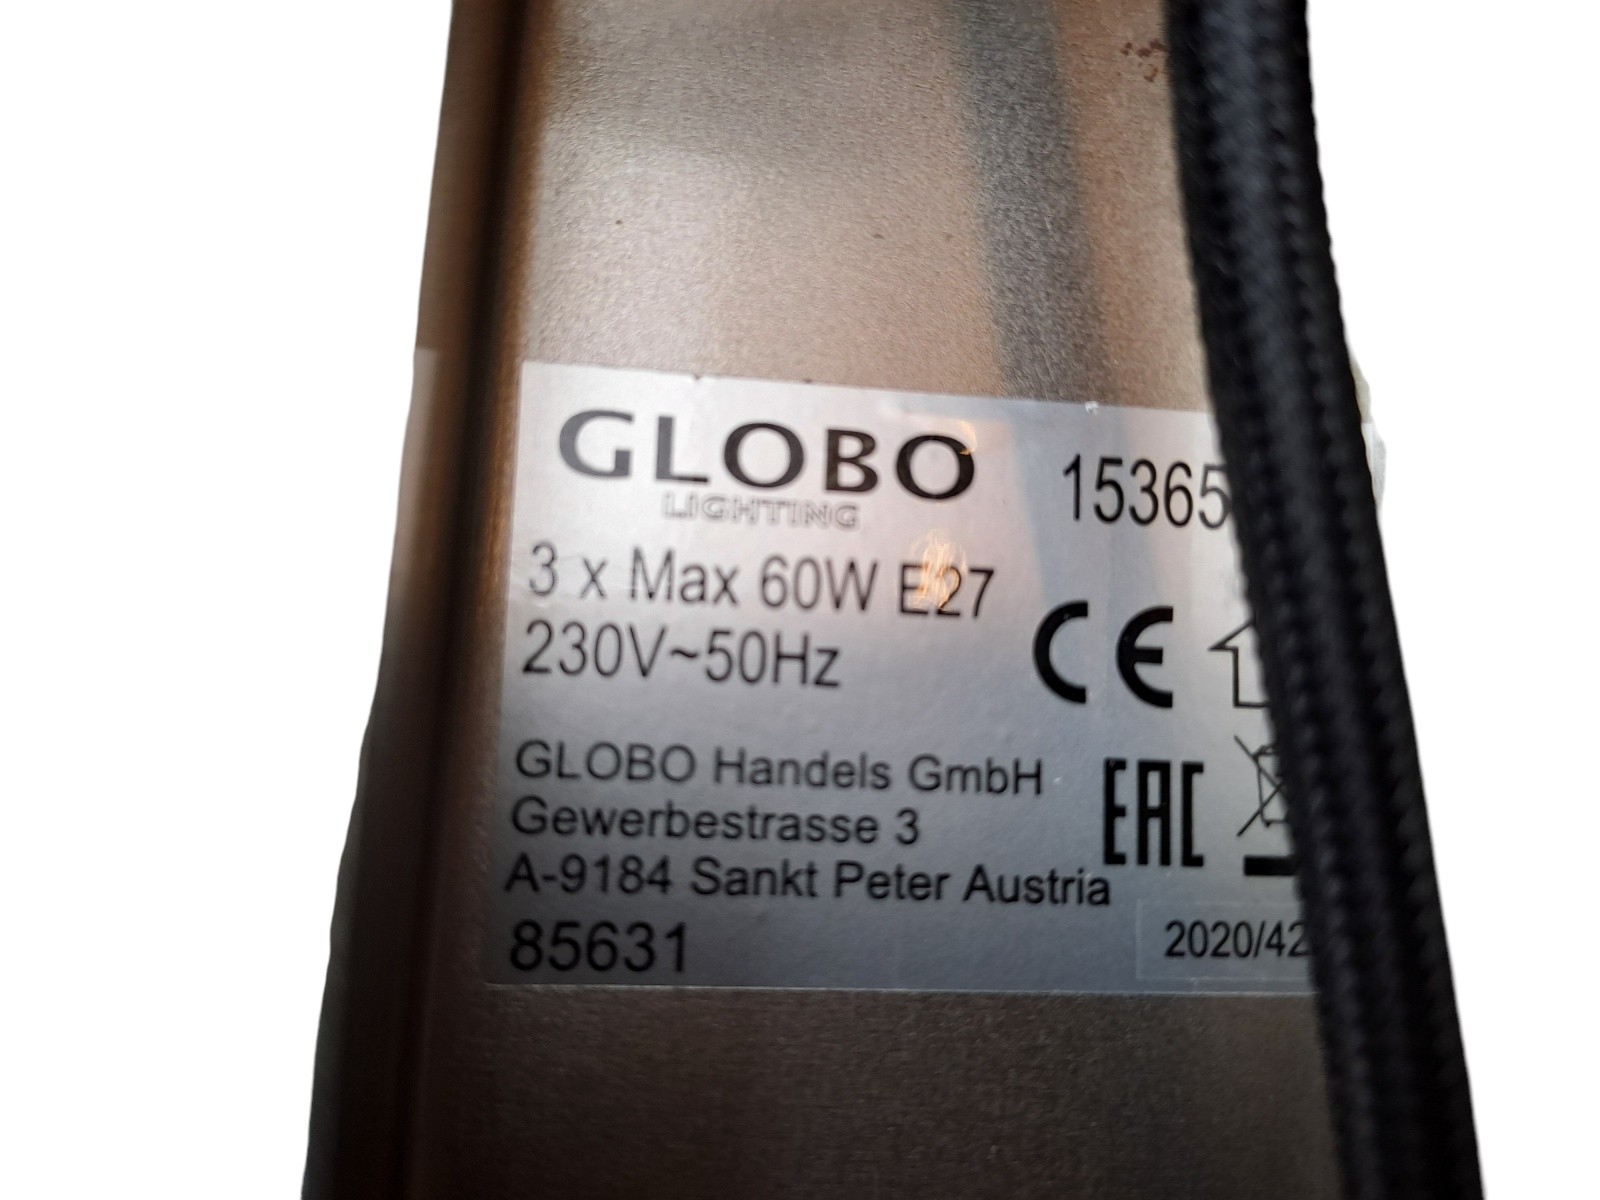 GLOBO
LIGHTING
15365
3 x Max 60W E27
230V~50Hz
CE
GLOBO Handels GmbH
Gewerbestrasse 3
A-9184 Sankt Peter Austria
EAC
85631
2020/42